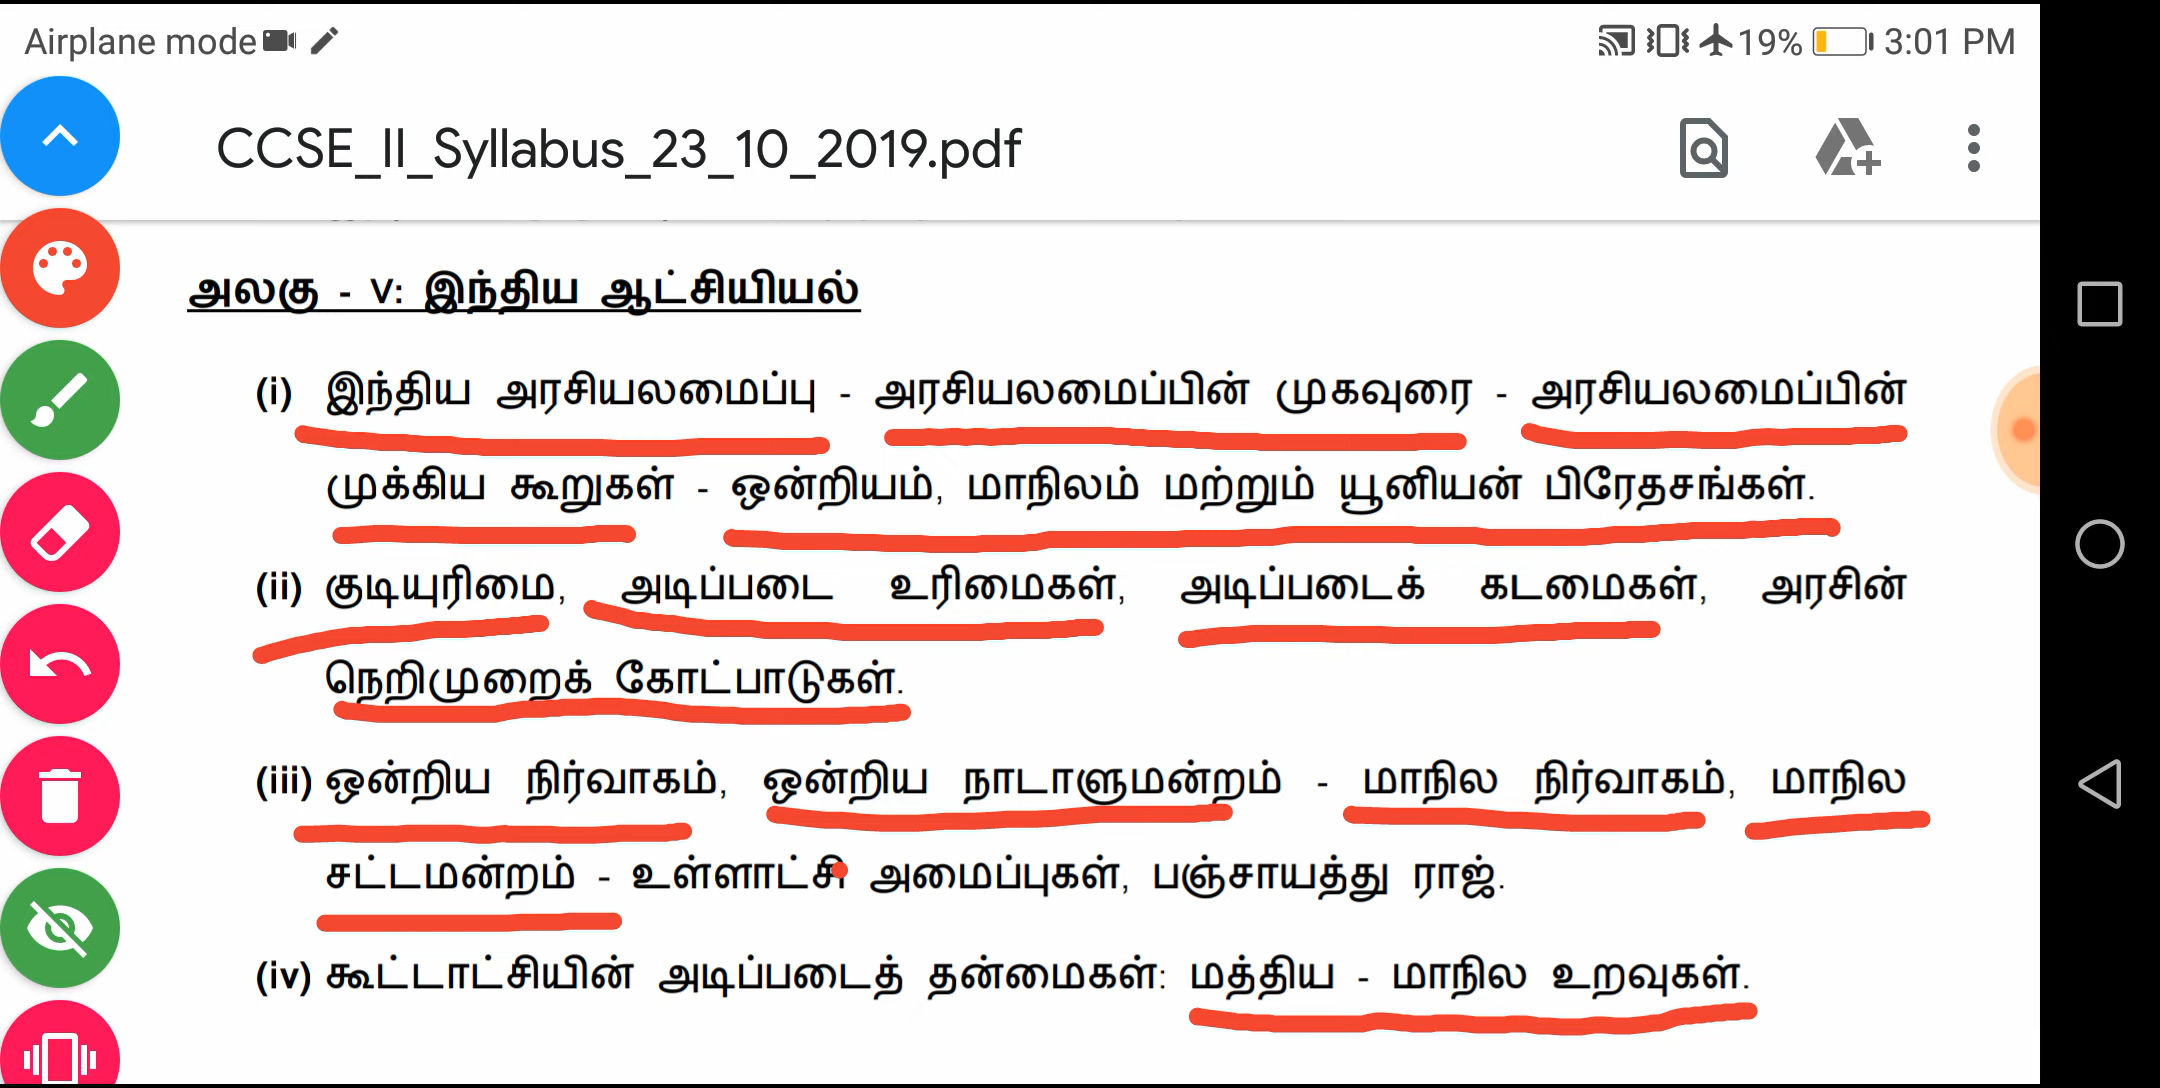 Airplane mode
19% 3:01 PM
CCSE_II_Syllabus_23_10_2019.pdf
அலகு - V: இந்திய ஆட்சியியல்
(i) இந்திய அரசியலமைப்பு - அரசியலமைப்பின் முகவுரை - அரசியலமைப்பின்
முக்கிய கூறுகள் - ஒன்றியம், மாநிலம் மற்றும் யூனியன் பிரேதசங்கள்.
(ii) குடியுரிமை, அடிப்படை உரிமைகள், அடிப்படைக் கடமைகள், அரசின்
நெறிமுறைக் கோட்பாடுகள்.
(iii) ஒன்றிய நிர்வாகம், ஒன்றிய நாடாளுமன்றம் - மாநில நிர்வாகம், மாநில
சட்டமன்றம் - உள்ளாட்சி அமைப்புகள், பஞ்சாயத்து ராஜ்.
(iv) கூட்டாட்சியின் அடிப்படைத் தன்மைகள்: மத்திய - மாநில உறவுகள்.